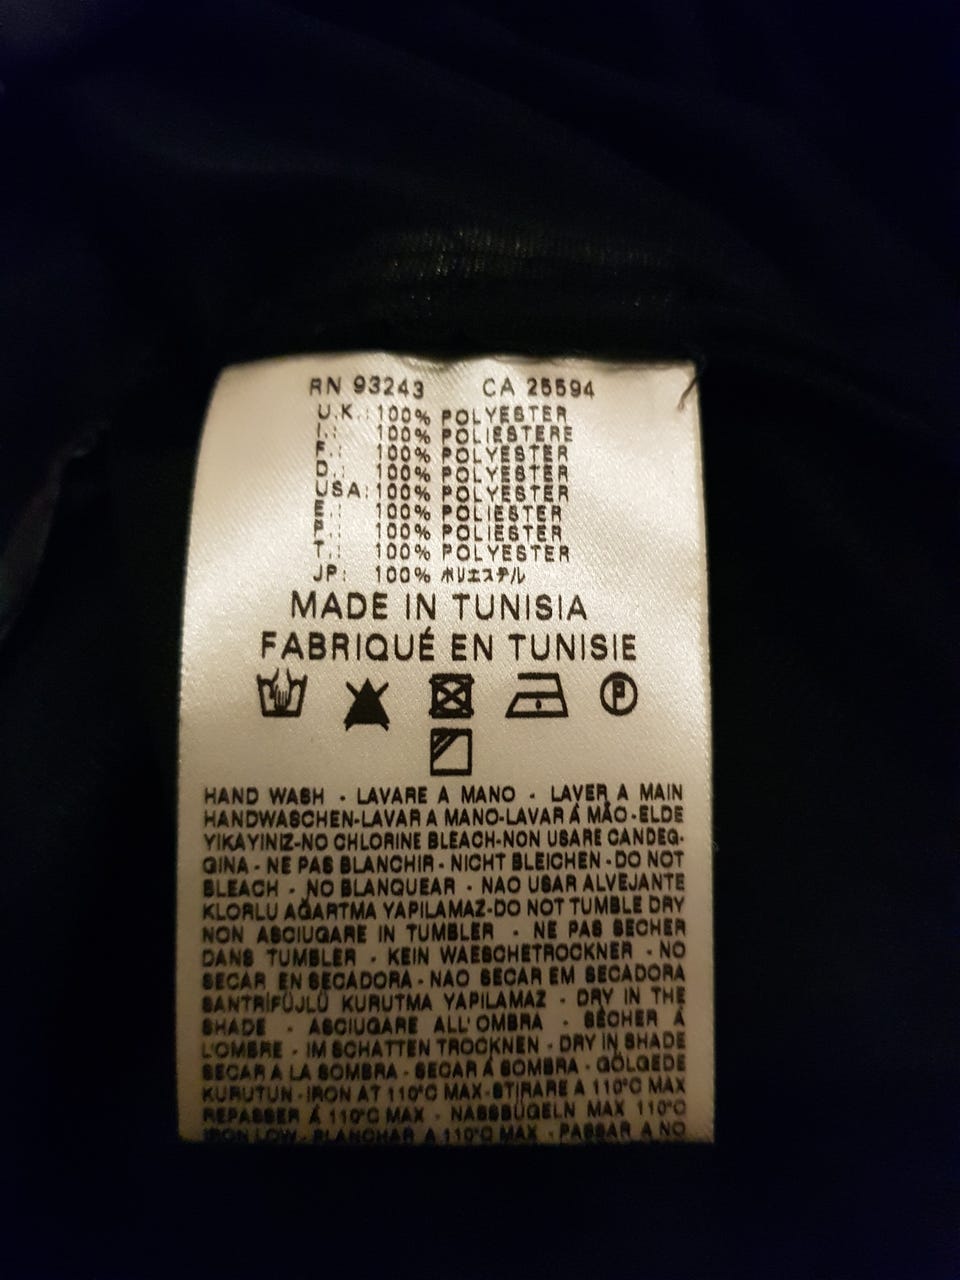 RN 93243 CA 25594
U.K.: 100% POLYESTER
I.: 100% POLIESTERE
F.: 100% POLYESTER
D.: 100% POLYESTER
USA: 100% POLYESTER
E.: 100% POLIESTER
P.: 100% POLIESTER
T.: 100% POLYESTER
JP: 100% ポリエステル
MADE IN TUNISIA
FABRIQUÉ EN TUNISIE
P
HAND WASH - LAVARE A MANO - LAVER A MAIN
HANDWASCHEN-LAVAR A MANO-LAVAR Á MÃO-ELDE
YIKAYINIZ-NO CHLORINE BLEACH-NON USARE CANDEG-
GINA - NE PAS BLANCHIR - NICHT BLEICHEN - DO NOT
BLEACH - NO BLANQUEAR - NAO USAR ALVEJANTE
KLORLU AĞARTMA YAPILAMAZ-DO NOT TUMBLE DRY
NON ASCIUGARE IN TUMBLER - NE PAS SECHER
DANS TUMBLER - KEIN WAESCHETROCKNER - NO
SECAR EN SECADORA - NAO SECAR EM SECADORA
SANTRİFÜJLÜ KURUTMA YAPILAMAZ - DRY IN THE
SHADE - ASCIUGARE ALL'OMBRA - SÉCHER Á
L'OMBRE - IM SCHATTEN TROCKNEN - DRY IN SHADE
SECAR A LA SOMBRA - SECAR Á SOMBRA - GÖLGEDE
KURUTUN - IRON AT 110°C MAX - STIRARE A 110°C MAX
REPASSER Á 110°C MAX - NASSBÜGELN MAX 110°C
IRON LOW - PLANCHAR A 110°C MAX - PASSAR A NO